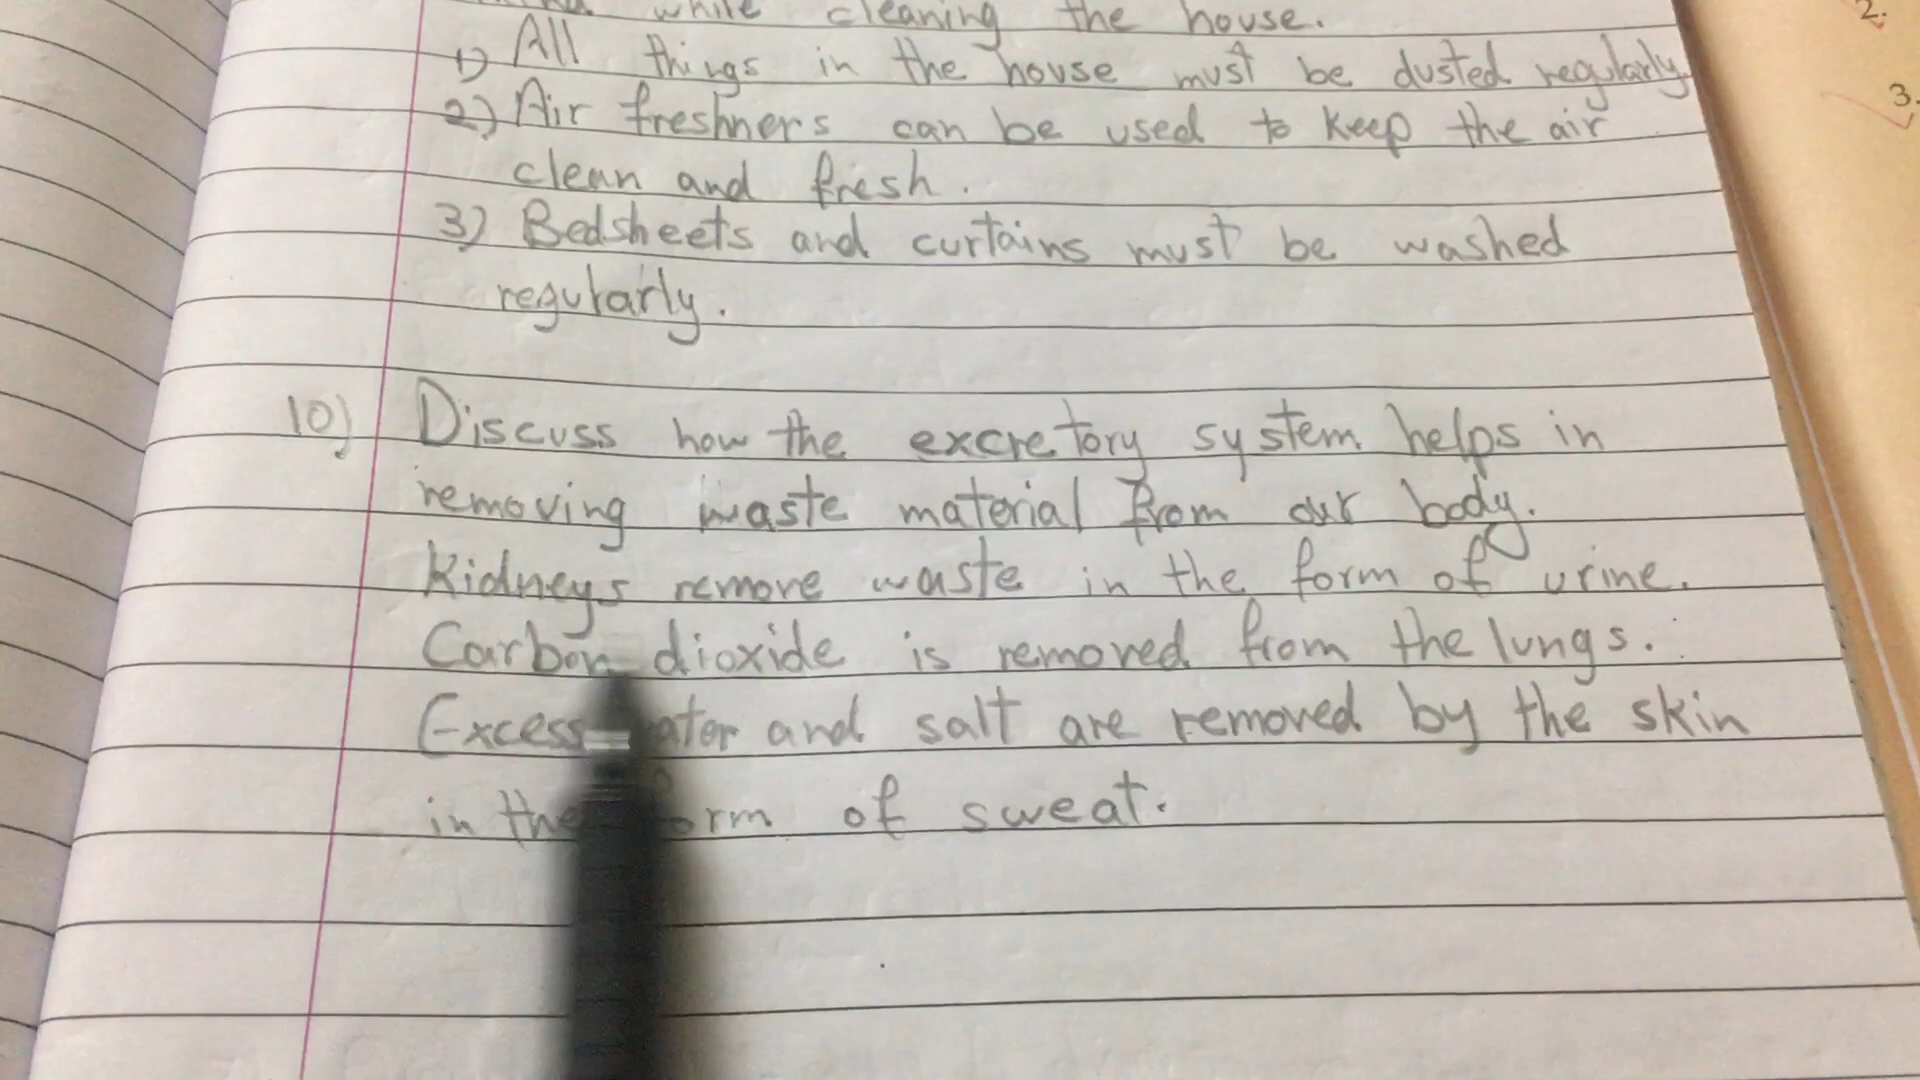 while cleaning the house.
1) All things in the house must be dusted regularly
2) Air freshners can be used to keep the air
clean and fresh.
3) Bedsheets and curtains must be washed
regularly.
10) Discuss how the excretory system helps in
removing waste material from our body.
Kidneys remove waste in the form of urine.
Carbon dioxide is removed from the lungs.
Excess water and salt are removed by the skin
in the form of sweat.
2.
3.